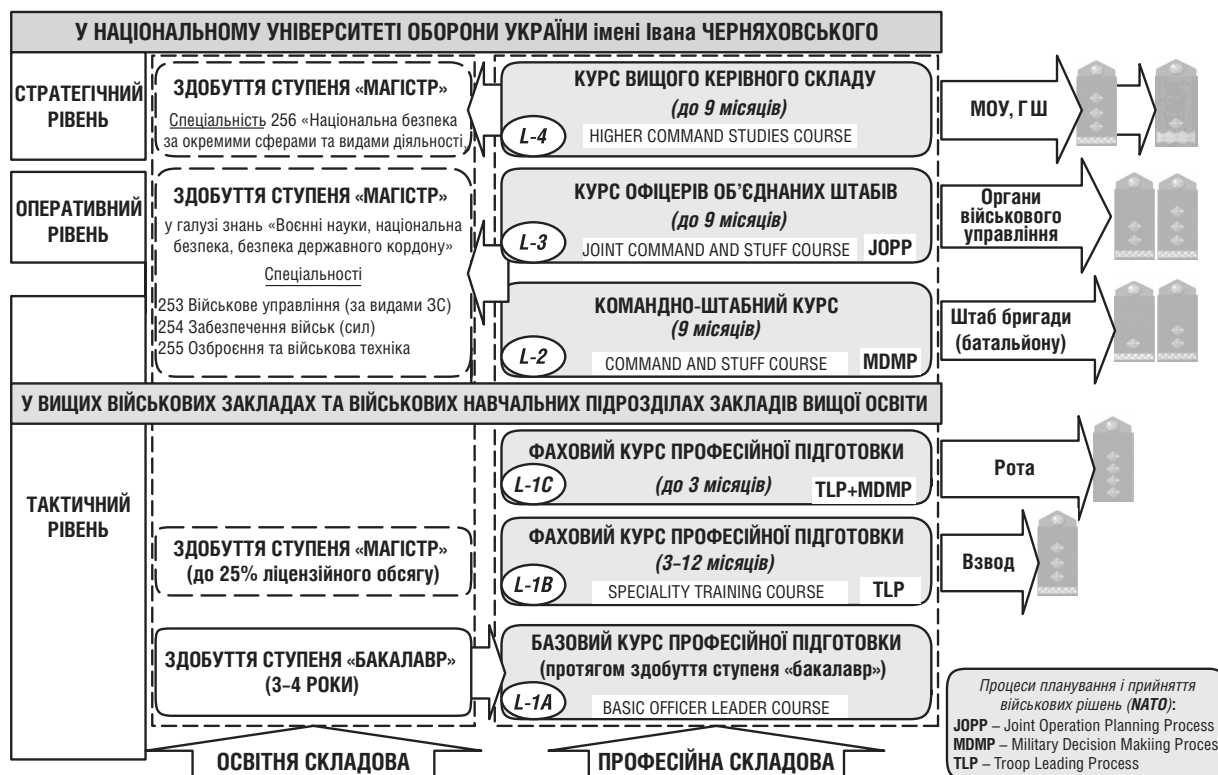 У НАЦІОНАЛЬНОМУ УНІВЕРСИТЕТІ ОБОРОНИ УКРАЇНИ імені Івана ЧЕРНЯХОВСЬКОГО
СТРАТЕГІЧНИЙ
РІВЕНЬ
ЗДОБУТТЯ СТУПЕНЯ «МАГІСТР»
Спеціальність 256 «Національна безпека
за окремими сферами та видами діяльності
КУРС ВИЩОГО КЕРІВНОГО СКЛАДУ
(до 9 місяців)
L-4
HIGHER COMMAND STUDIES COURSE
МОУ, ГШ
ОПЕРАТИВНИЙ
РІВЕНЬ
ЗДОБУТТЯ СТУПЕНЯ «МАГІСТР»
у галузі знань «Воєнні науки, національна
безпека, безпека державного кордону»
Спеціальності
253 Військове управління (за видами ЗС)
254 Забезпечення військ (сил)
255 Озброєння та військова техніка
КУРС ОФІЦЕРІВ ОБ’ЄДНАНИХ ШТАБІВ
(до 9 місяців)
L-3
JOINT COMMAND AND STUFF COURSE
JOPP
Органи
військового
управління
КОМАНДНО-ШТАБНИЙ КУРС
(9 місяців)
L-2
COMMAND AND STUFF COURSE
MDMP
Штаб бригади
(батальйону)
У ВИЩИХ ВІЙСЬКОВИХ ЗАКЛАДАХ ТА ВІЙСЬКОВИХ НАВЧАЛЬНИХ ПІДРОЗДІЛАХ ЗАКЛАДІВ ВИЩОЇ ОСВІТИ
ТАКТИЧНИЙ
РІВЕНЬ
ФАХОВИЙ КУРС ПРОФЕСІЙНОЇ ПІДГОТОВКИ
L-1C
(до 3 місяців)
TLP+MDMP
Рота
ЗДОБУТТЯ СТУПЕНЯ «МАГІСТР»
(до 25% ліцензійного обсягу)
ФАХОВИЙ КУРС ПРОФЕСІЙНОЇ ПІДГОТОВКИ
(3–12 місяців)
L-1B
SPECIALITY TRAINING COURSE
TLP
Взвод
ЗДОБУТТЯ СТУПЕНЯ «БАКАЛАВР»
(3–4 РОКИ)
БАЗОВИЙ КУРС ПРОФЕСІЙНОЇ ПІДГОТОВКИ
(протягом здобуття ступеня «бакалавр»)
L-1A
BASIC OFFICER LEADER COURSE
Процеси планування і прийняття
військових рішень (NATO):
JOPP – Joint Operation Planning Process
MDMP – Military Decision Makiing Proces
TLP – Troop Leading Process
ОСВІТНЯ СКЛАДОВА
ПРОФЕСІЙНА СКЛАДОВА